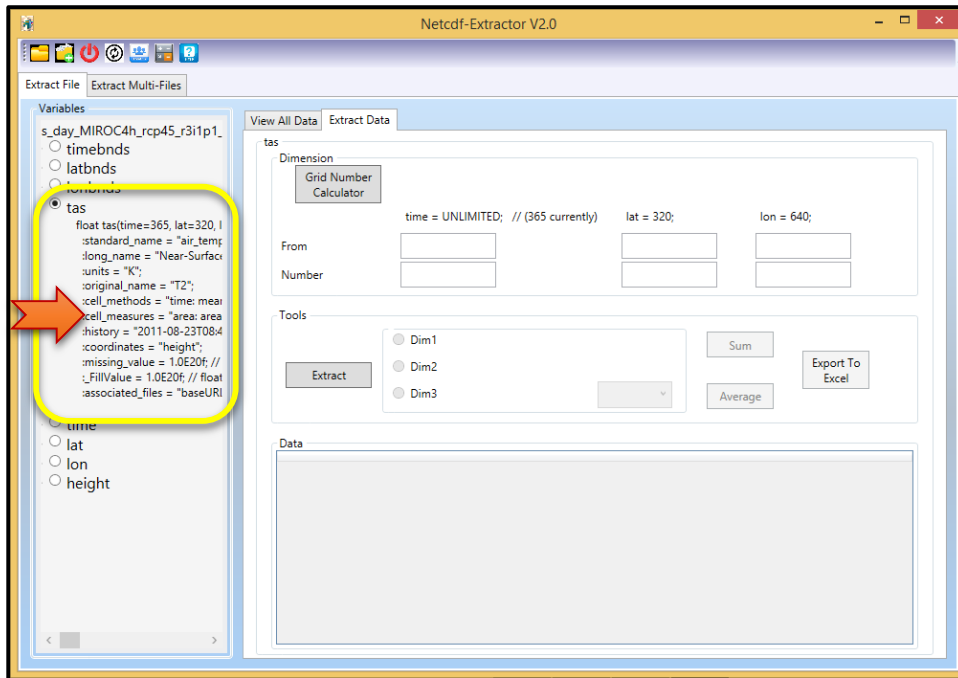 Netcdf-Extractor V2.0
Extract File
Extract Multi-Files
Variables
s_day_MIROC4h_rcp45_r3i1p1_
timebnds
latbnds
lonbnds
tas
float tas(time=365, lat=320, l
:standard_name = "air_temp
:long_name = "Near-Surface
:units = "K";
:original_name = "T2";
:cell_methods = "time: mear
:cell_measures = "area: area
:history = "2011-08-23T08:4
:coordinates = "height";
:missing_value = 1.0E20f; //
:_FillValue = 1.0E20f; // float
:associated_files = "baseURL
time
lat
lon
height
View All Data
Extract Data
tas
Dimension
Grid Number
Calculator
time = UNLIMITED; // (365 currently)
lat = 320;
lon = 640;
From
Number
Tools
Extract
Dim1
Dim2
Dim3
Sum
Average
Export To
Excel
Data